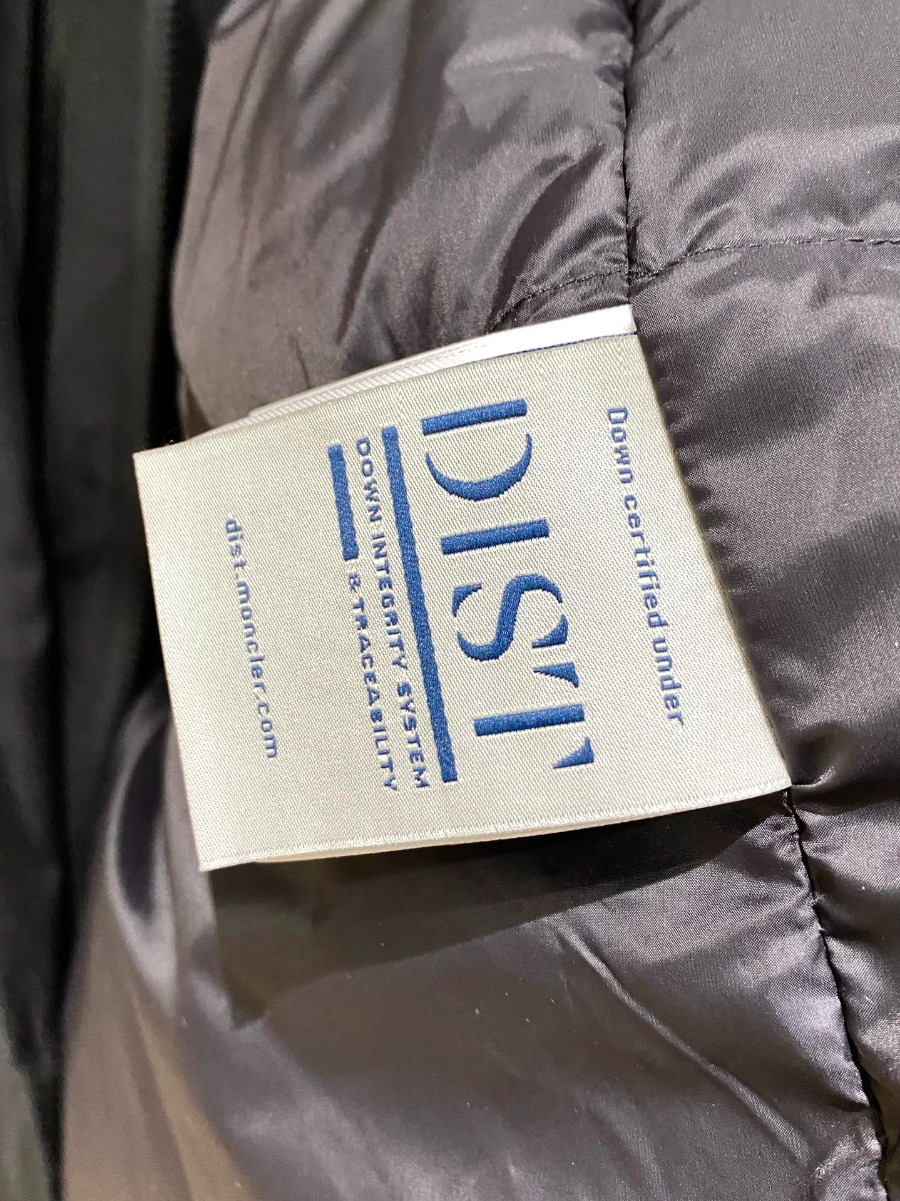 Down certified under
DIST
DOWN INTEGRITY SYSTEM
& TRACEABILITY
dist.moncler.com